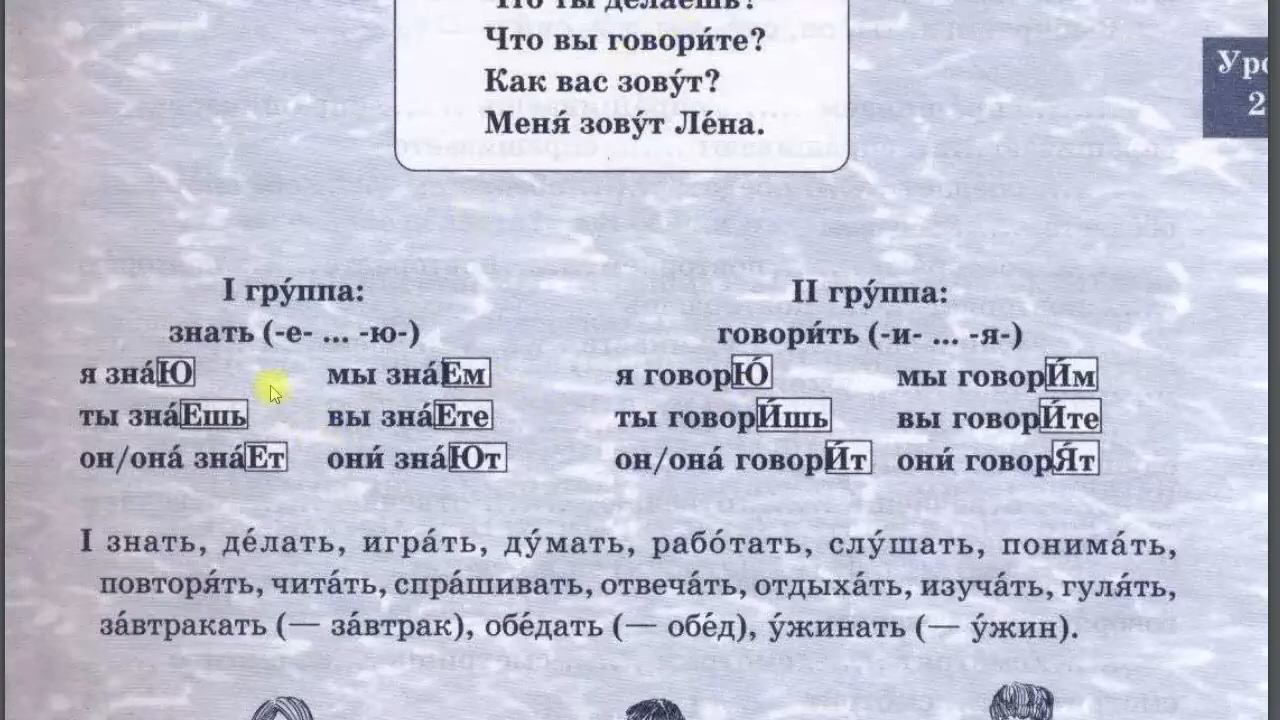 Что ты делаешь?
Что вы говори́те?
Как вас зову́т?
Меня́ зову́т Ле́на.
2
I гру́ппа:
знать (-е- ... -ю-)
я зна́Ю мы зна́Ем
ты зна́Ешь вы зна́Ете
он/она́ зна́Ет они́ зна́Ют
II гру́ппа:
говори́ть (-и- ... -я-)
я говорЮ́ мы говорИ́м
ты говорИ́шь вы говорИ́те
он/она́ говорИ́т они́ говорЯ́т
I знать, де́лать, игра́ть, ду́мать, рабо́тать, слу́шать, понима́ть,
повторя́ть, чита́ть, спра́шивать, отвеча́ть, отдыха́ть, изуча́ть, гуля́ть,
за́втракать (— за́втрак), обе́дать (— обе́д), у́жинать (— у́жин).